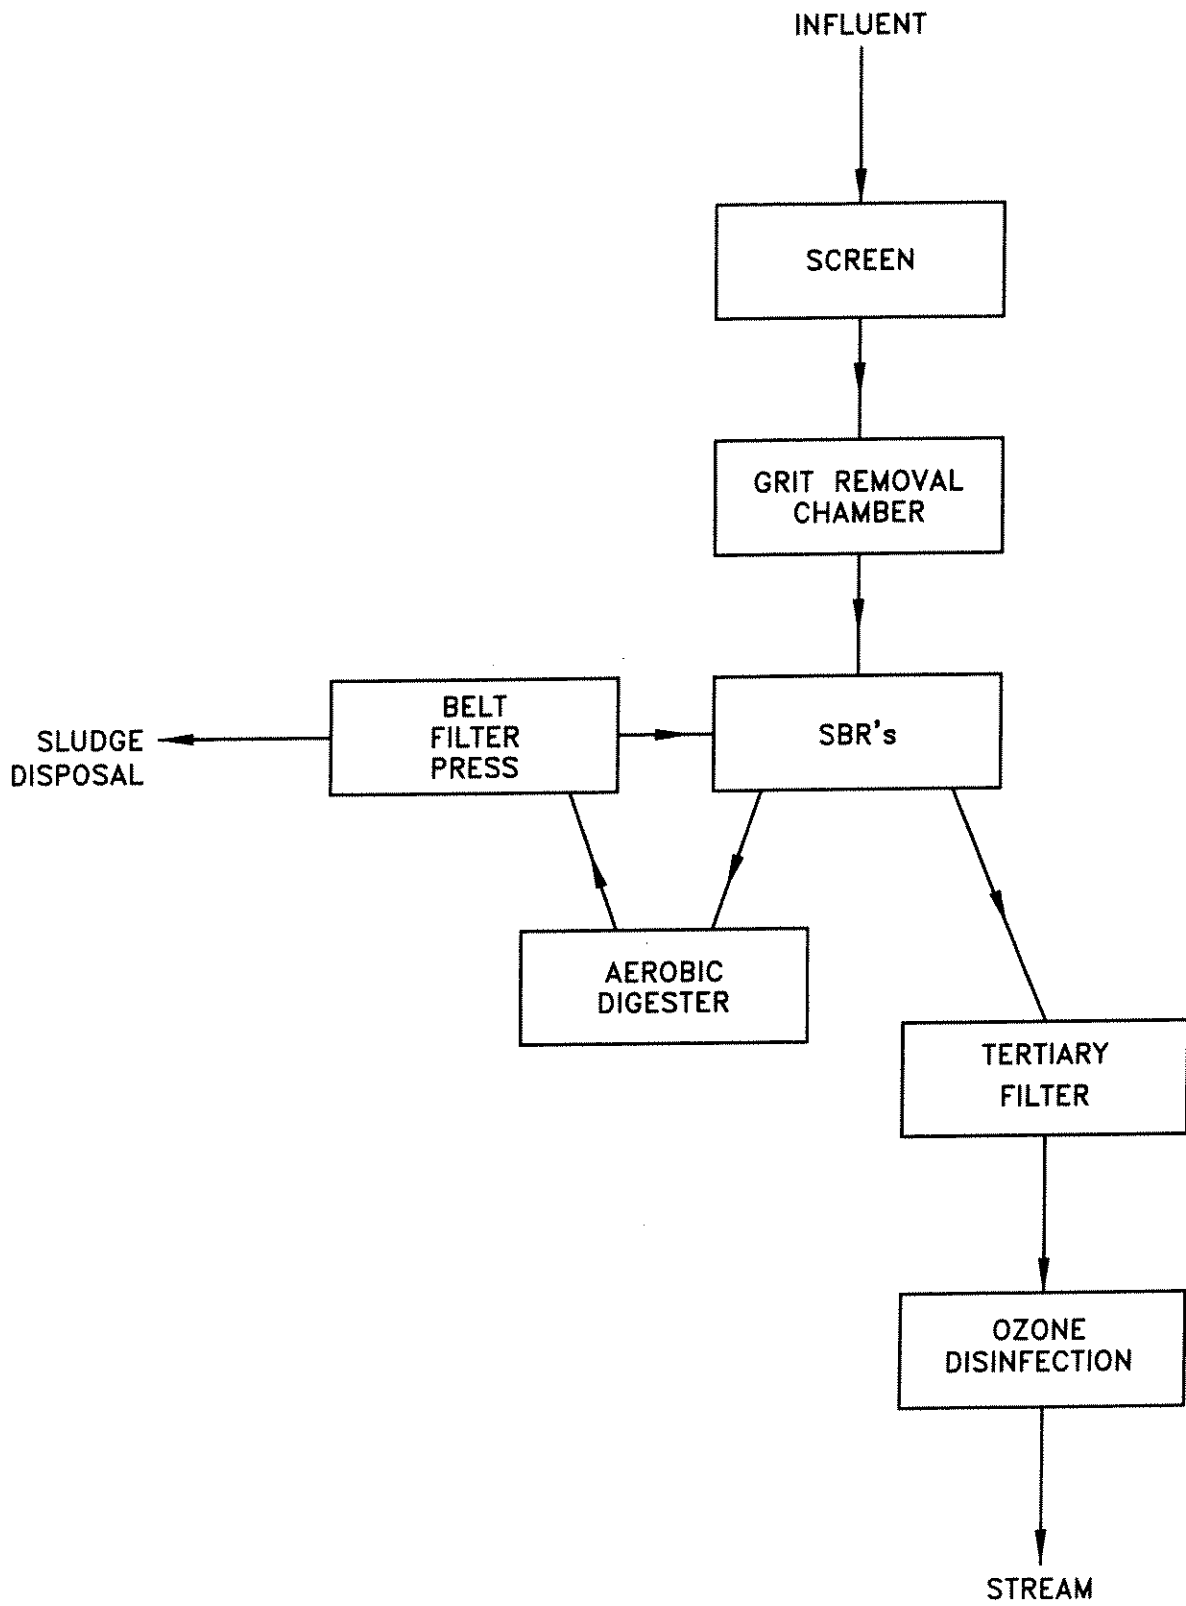 INFLUENT
SCREEN
GRIT REMOVAL
CHAMBER
BELT
FILTER
PRESS
SBR's
SLUDGE
DISPOSAL
AEROBIC
DIGESTER
TERTIARY
FILTER
OZONE
DISINFECTION
STREAM